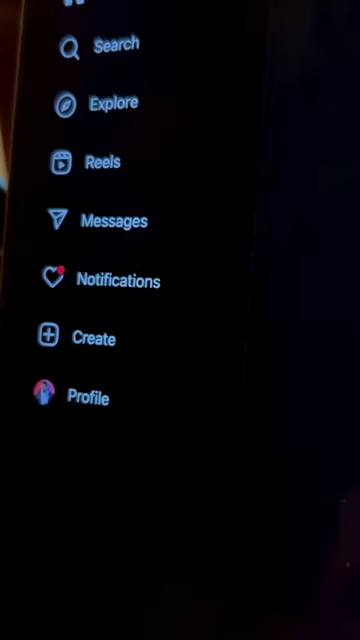 Search
Explore
Reels
Messages
Notifications
Create
Profile